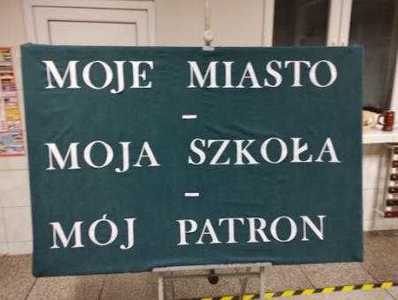 MOJE MIASTO
–
MOJA SZKOŁA
–
MÓJ PATRON